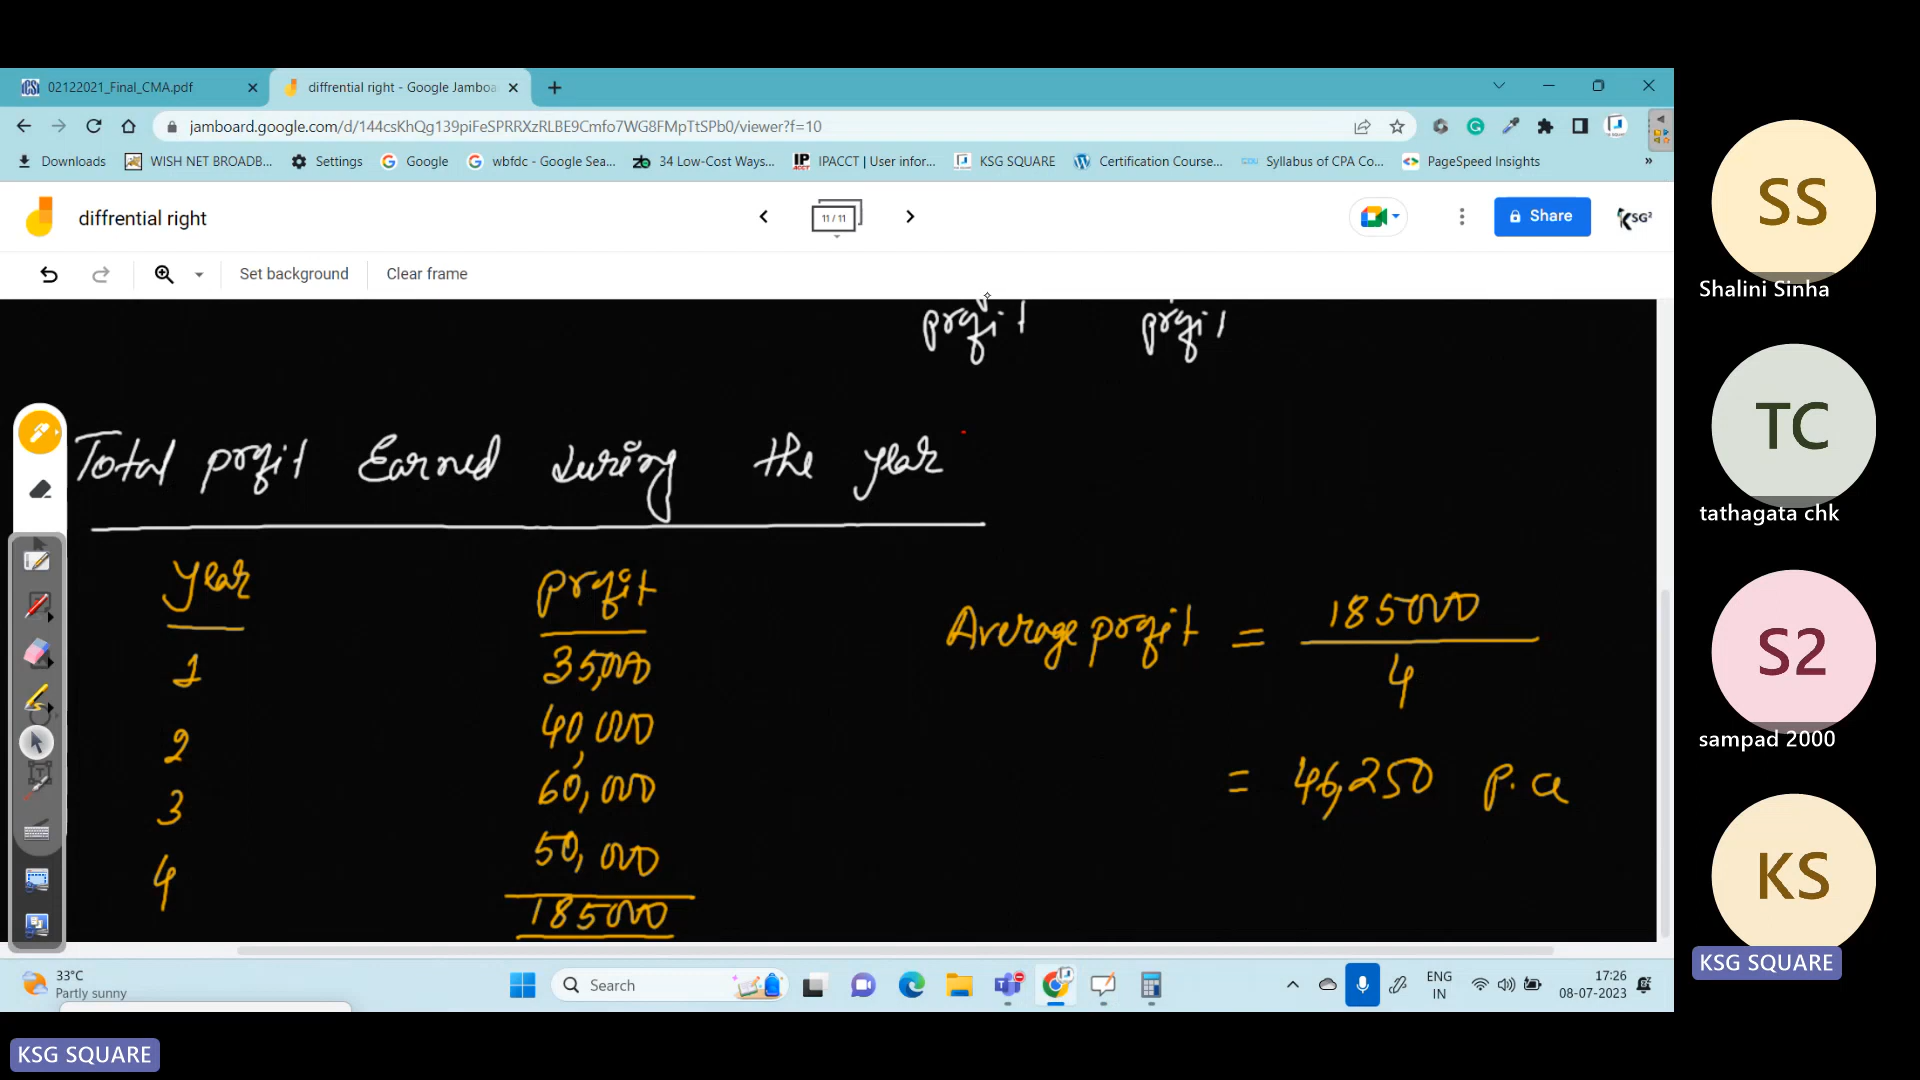 02122021_Final_CMA.pdf
diffrential right - Google Jamboa
jamboard.google.com/d/144csKhQg139piFeSPRRXzRLBE9Cmfo7WG8FMpTtSPb0/viewer?f=10
Downloads WISH NET BROADB... Settings Google wbfdc - Google Sea... 34 Low-Cost Ways... IPACCT | User infor... KSG SQUARE Certification Course... Syllabus of CPA Co... PageSpeed Insights »
diffrential right
11 / 11
Share
KSG²
Set background Clear frame
profit profit
Total profit Earned during the year
Year profit
1 35,000
2 40,000
3 60,000
4 50,000
185000
Average profit = 185000
4
= 46,250 p.a
SS
Shalini Sinha
TC
tathagata chk
S2
sampad 2000
KS
KSG SQUARE
33°C
Partly sunny
Search
ENG
IN
17:26
08-07-2023
KSG SQUARE